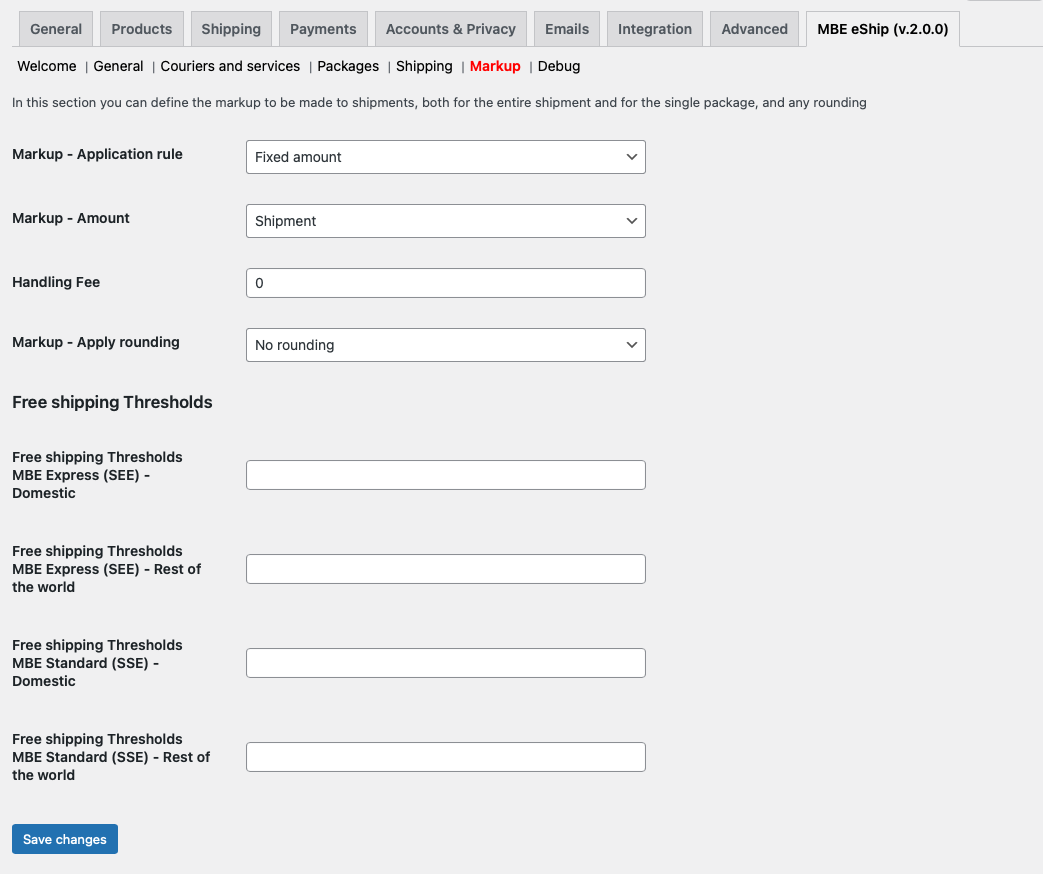 General Products Shipping Payments Accounts & Privacy Emails Integration Advanced MBE eShip (v.2.0.0)
Welcome | General | Couriers and services | Packages | Shipping | Markup | Debug
In this section you can define the markup to be made to shipments, both for the entire shipment and for the single package, and any rounding
Markup - Application rule Fixed amount
Markup - Amount Shipment
Handling Fee 0
Markup - Apply rounding No rounding
Free shipping Thresholds
Free shipping Thresholds
MBE Express (SEE) -
Domestic
Free shipping Thresholds
MBE Express (SEE) - Rest of
the world
Free shipping Thresholds
MBE Standard (SSE) -
Domestic
Free shipping Thresholds
MBE Standard (SSE) - Rest of
the world
Save changes